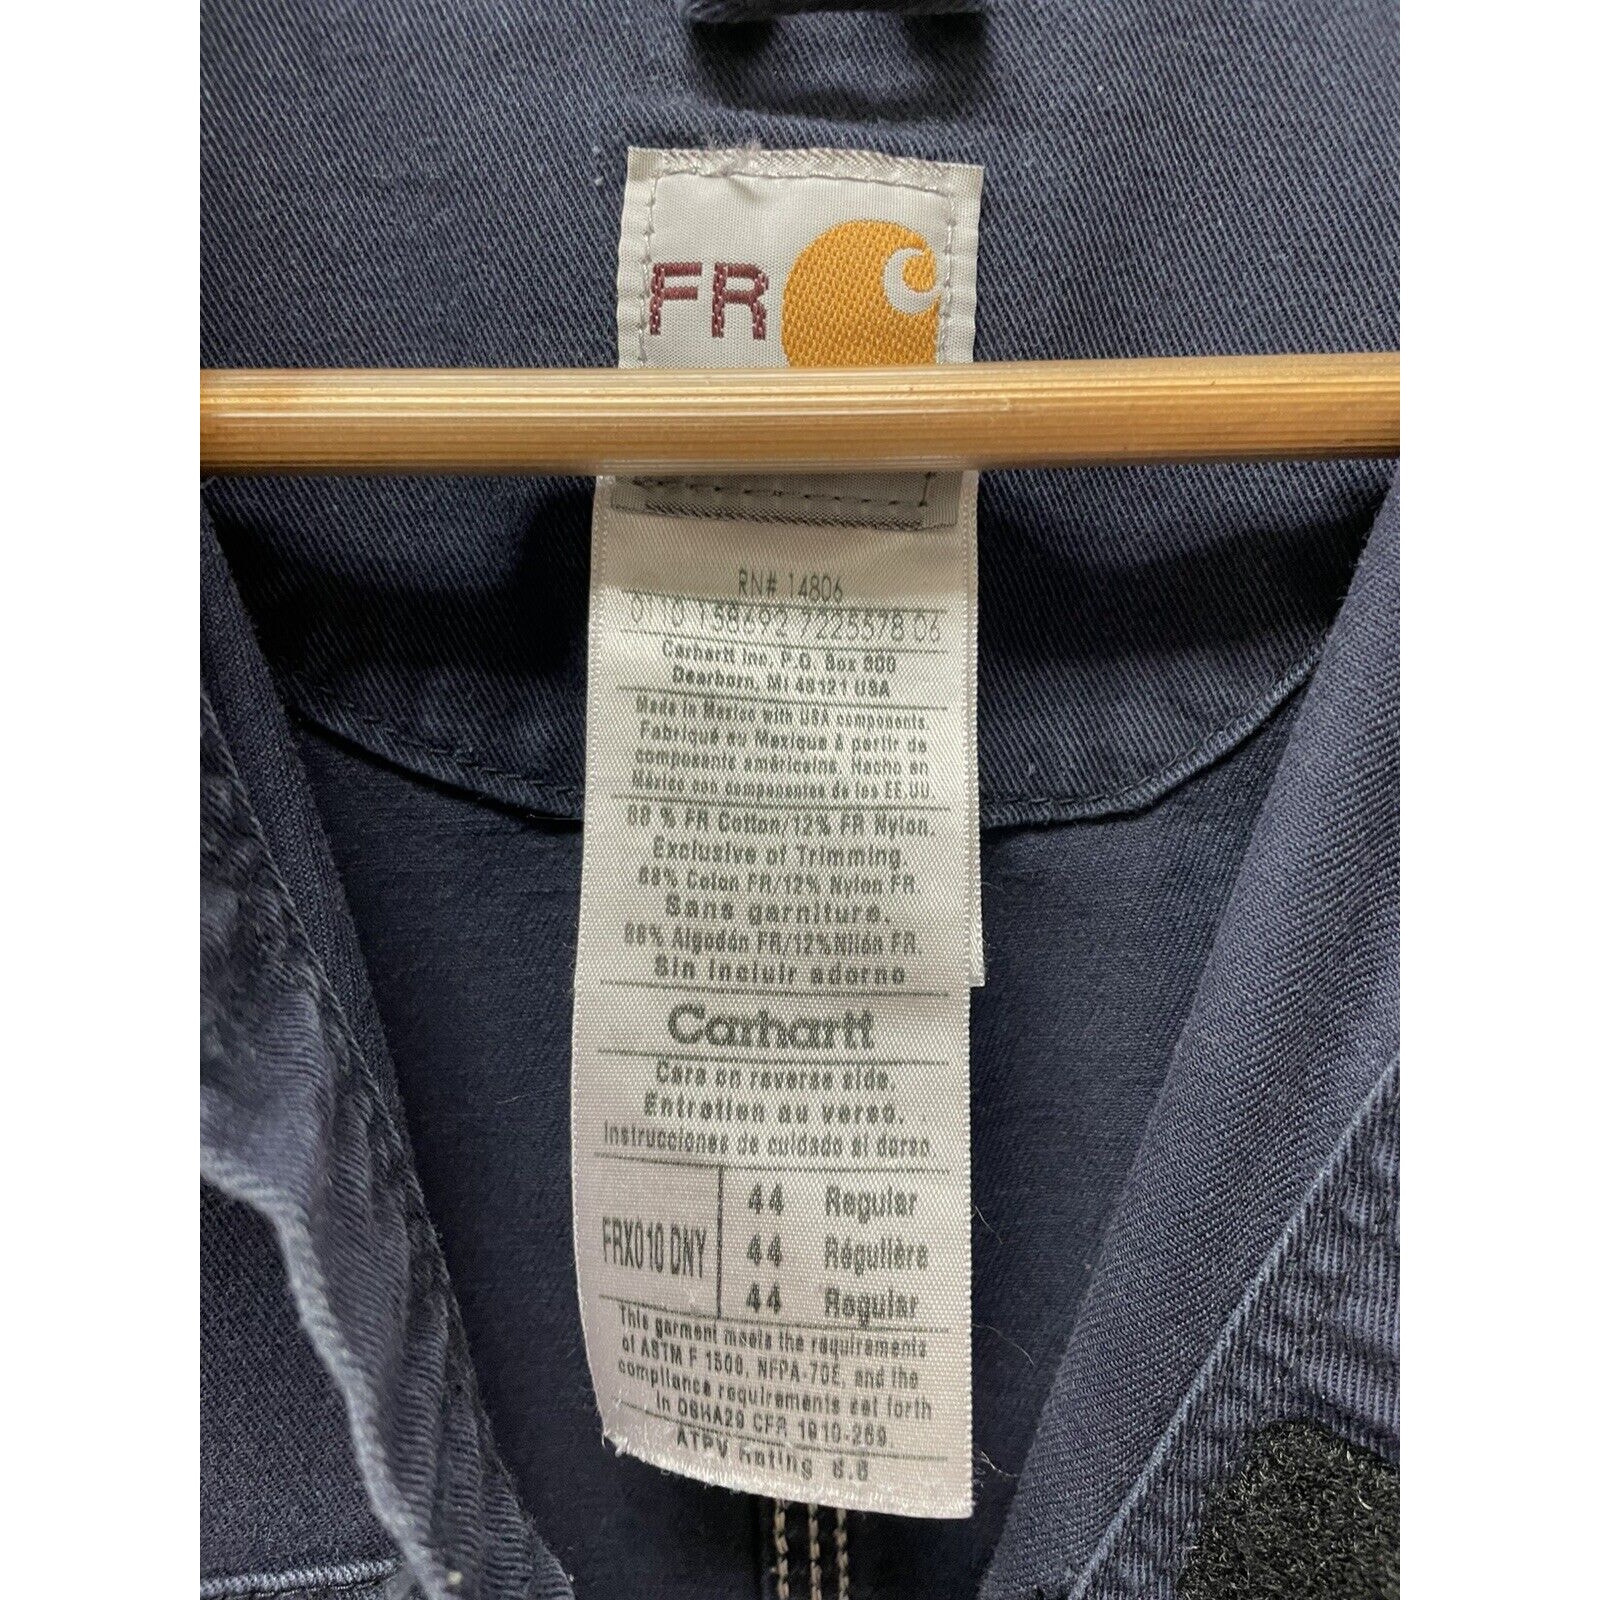 FR
RN# 14806
0 10 158692 7225578 06
Carhartt Inc, P.O. Box 600
Dearborn, MI 48121 USA
Made in Mexico with USA components.
Fabriqué au Mexique à partir de
composants américains. Hecho en
México con componentes de los EE.UU.
88 % FR Cotton/12% FR Nylon.
Exclusive of Trimming.
88% Coton FR/12% Nylon FR.
Sans garniture.
88% Algodón FR/12%Nilón FR.
Sin incluir adorno
Carhartt
Care on reverse side.
Entretien au verso.
Instrucciones de cuidado al dorso
FRX010 DNY
44 Regular
44 Régulière
44 Regular
This garment meets the requirements
of ASTM F 1506, NFPA-70E, and the
compliance requirements set forth
in OSHA29 CFR 1910-269.
ATPV Rating